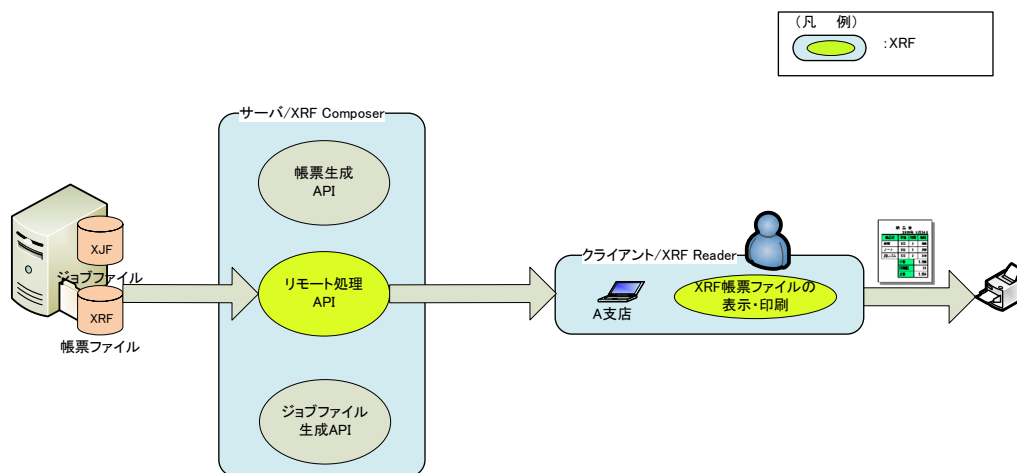 （凡　例）
：XRF
サーバ/XRF Composer
帳票生成
API
XJF
ジョブファイル
XRF
帳票ファイル
リモート処理
API
ジョブファイル
生成API
クライアント/XRF Reader
A支店
XRF帳票ファイルの
表示・印刷
納 品 書